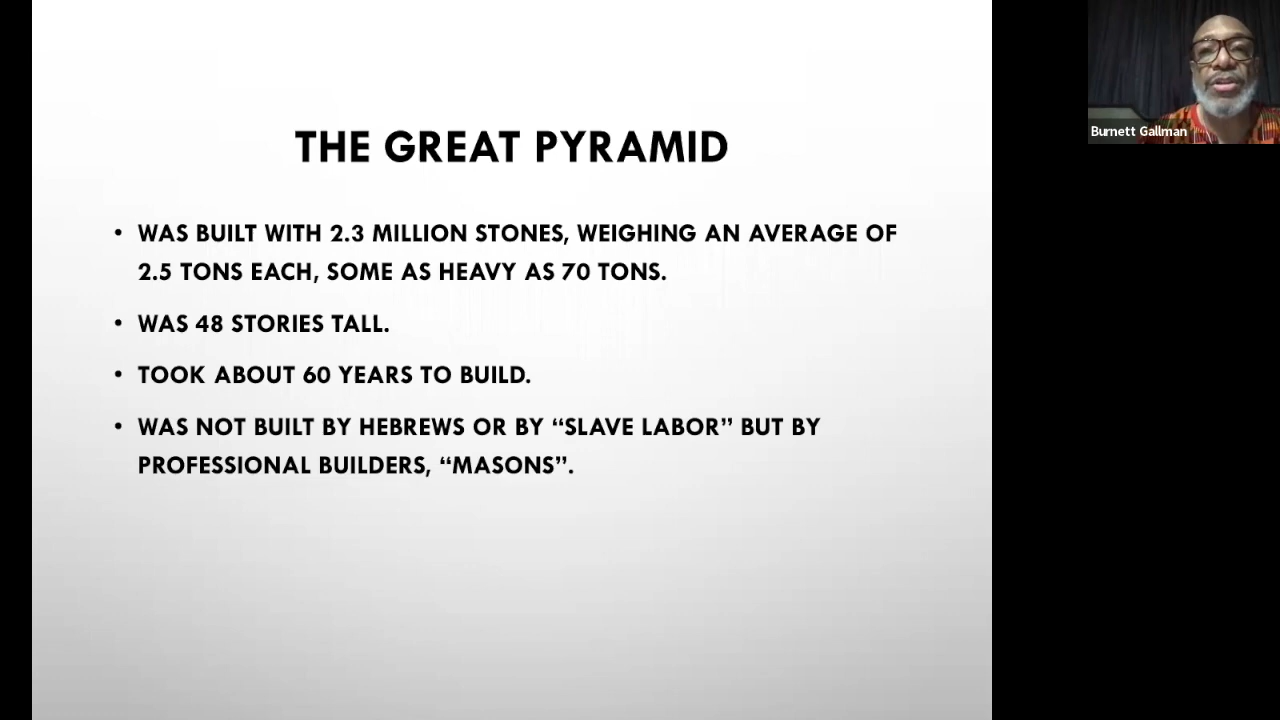 THE GREAT PYRAMID
• WAS BUILT WITH 2.3 MILLION STONES, WEIGHING AN AVERAGE OF
2.5 TONS EACH, SOME AS HEAVY AS 70 TONS.
• WAS 48 STORIES TALL.
• TOOK ABOUT 60 YEARS TO BUILD.
• WAS NOT BUILT BY HEBREWS OR BY “SLAVE LABOR” BUT BY
PROFESSIONAL BUILDERS, “MASONS”.
Burnett Gallman